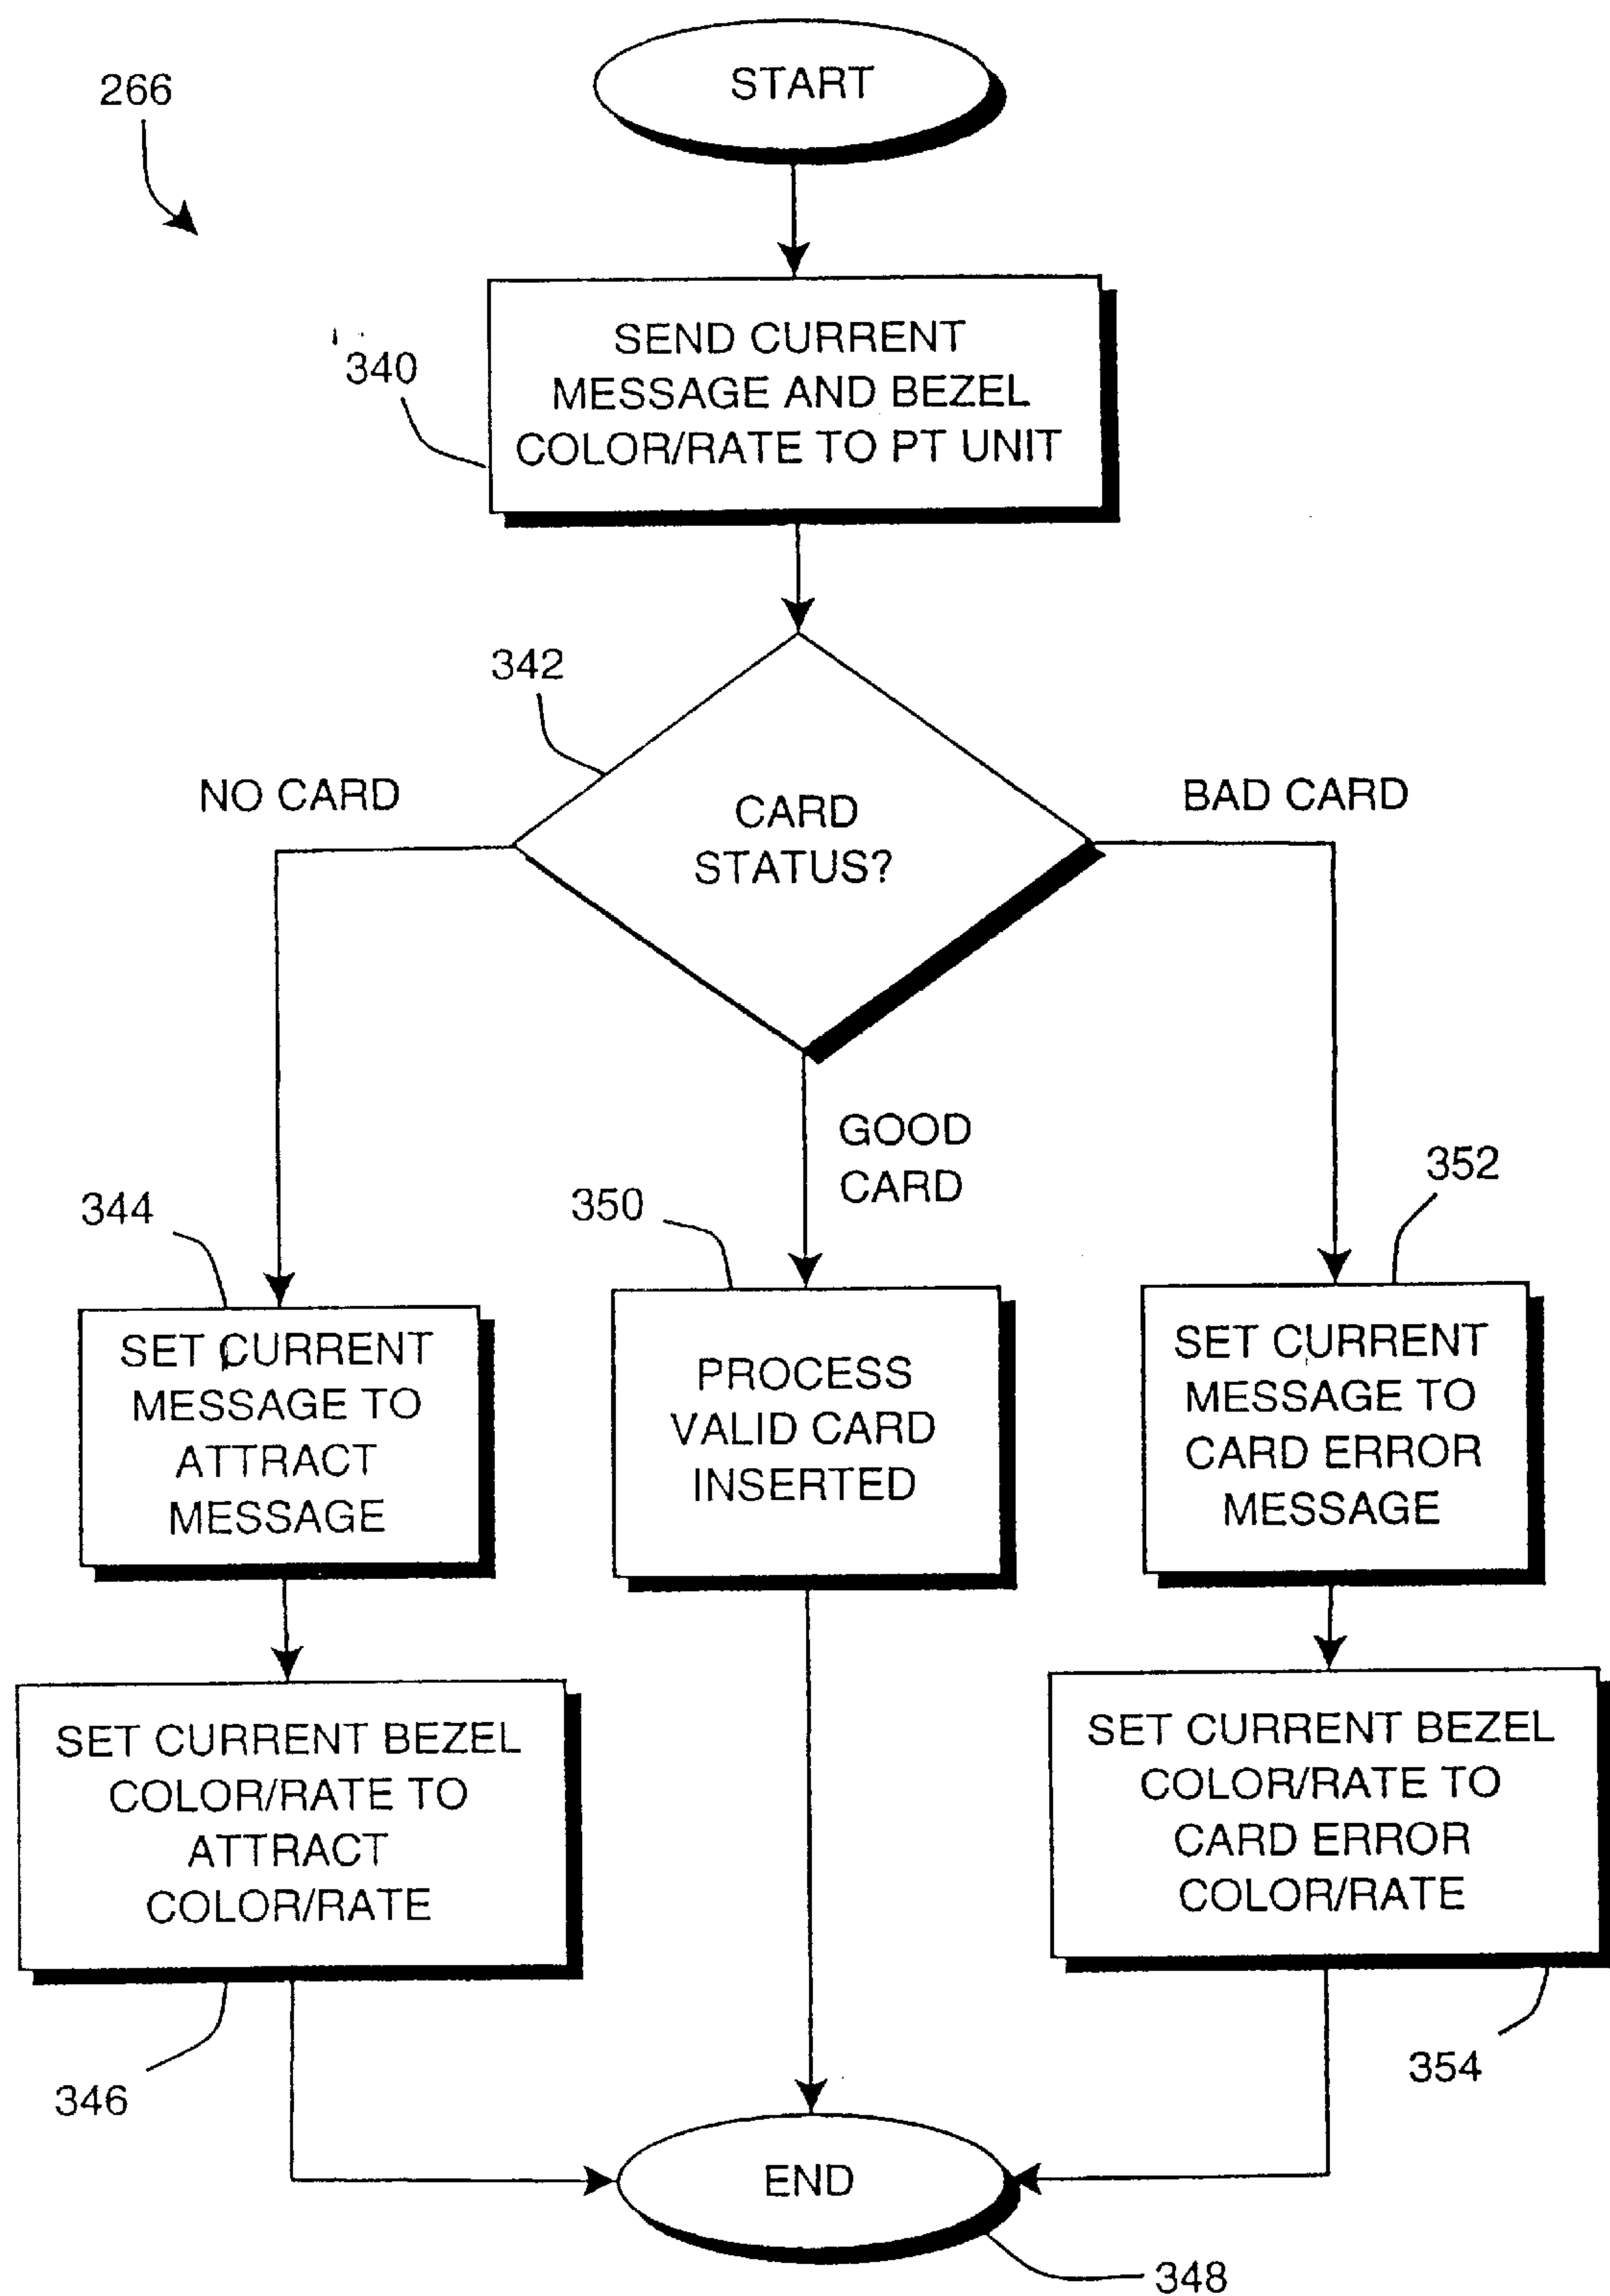 START
266
SEND CURRENT
MESSAGE AND BEZEL
COLOR/RATE TO PT UNIT
340
342
CARD
STATUS?
NO CARD
BAD CARD
GOOD
CARD
344
350
352
SET CURRENT
MESSAGE TO
ATTRACT
MESSAGE
PROCESS
VALID CARD
INSERTED
SET CURRENT
MESSAGE TO
CARD ERROR
MESSAGE
SET CURRENT BEZEL
COLOR/RATE TO
ATTRACT
COLOR/RATE
SET CURRENT BEZEL
COLOR/RATE TO
CARD ERROR
COLOR/RATE
346
354
END
348